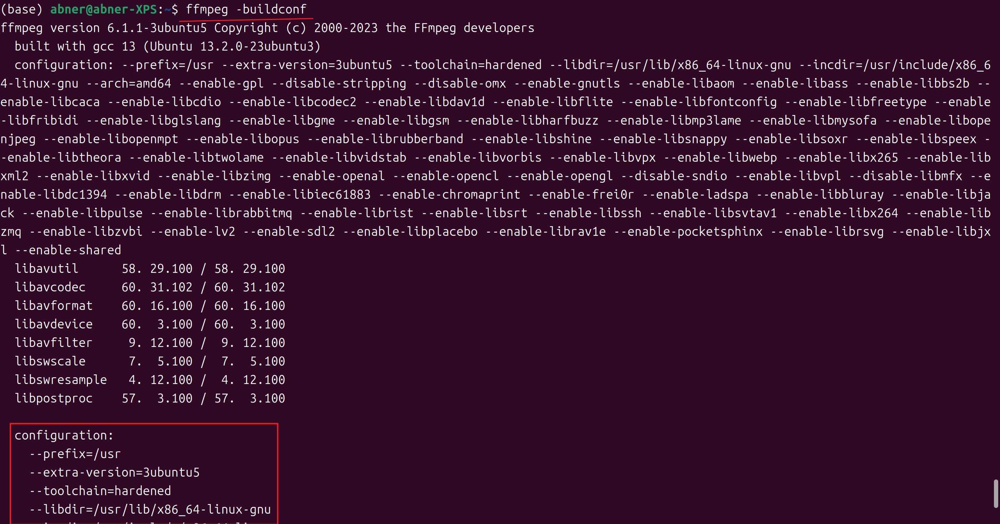 (base) abner@abner-XPS:~$ ffmpeg -buildconf
ffmpeg version 6.1.1-3ubuntu5 Copyright (c) 2000-2023 the FFmpeg developers
  built with gcc 13 (Ubuntu 13.2.0-23ubuntu3)
  configuration: --prefix=/usr --extra-version=3ubuntu5 --toolchain=hardened --libdir=/usr/lib/x86_64-linux-gnu --incdir=/usr/include/x86_6
4-linux-gnu --arch=amd64 --enable-gpl --disable-stripping --disable-omx --enable-gnutls --enable-libaom --enable-libass --enable-libbs2b --
enable-libcaca --enable-libcdio --enable-libcodec2 --enable-libdav1d --enable-libflite --enable-libfontconfig --enable-libfreetype --enable
-libfribidi --enable-libglslang --enable-libgme --enable-libgsm --enable-libharfbuzz --enable-libmp3lame --enable-libmysofa --enable-libope
njpeg --enable-libopenmpt --enable-libopus --enable-librubberband --enable-libshine --enable-libsnappy --enable-libsoxr --enable-libspeex -
-enable-libtheora --enable-libtwolame --enable-libvidstab --enable-libvorbis --enable-libvpx --enable-libwebp --enable-libx265 --enable-lib
xml2 --enable-libxvid --enable-libzimg --enable-openal --enable-opencl --enable-opengl --disable-sndio --enable-libvpl --disable-libmfx --e
nable-libdc1394 --enable-libdrm --enable-libiec61883 --enable-chromaprint --enable-frei0r --enable-ladspa --enable-libbluray --enable-libja
ck --enable-libpulse --enable-librabbitmq --enable-librist --enable-libsrt --enable-libssh --enable-libsvtav1 --enable-libx264 --enable-lib
zmq --enable-libzvbi --enable-lv2 --enable-sdl2 --enable-libplacebo --enable-librav1e --enable-pocketsphinx --enable-librsvg --enable-libjx
l --enable-shared
  libavutil      58. 29.100 / 58. 29.100
  libavcodec     60. 31.102 / 60. 31.102
  libavformat    60. 16.100 / 60. 16.100
  libavdevice    60.  3.100 / 60.  3.100
  libavfilter     9. 12.100 /  9. 12.100
  libswscale      7.  5.100 /  7.  5.100
  libswresample   4. 12.100 /  4. 12.100
  libpostproc    57.  3.100 / 57.  3.100
  configuration:
    --prefix=/usr
    --extra-version=3ubuntu5
    --toolchain=hardened
    --libdir=/usr/lib/x86_64-linux-gnu